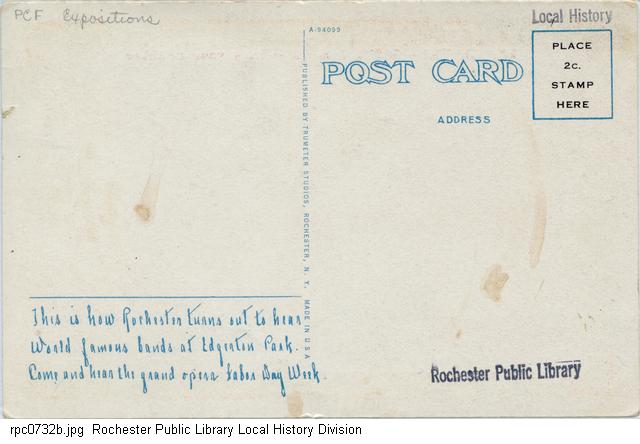 PCF Expositions
Local History
A-94099
PLACE
2c.
STAMP
HERE
POST CARD
ADDRESS
PUBLISHED BY TRUMETER STUDIOS, ROCHESTER, N. Y. MADE IN U.S.A
This is how Rochester turns out to hear
World famous bands at Edgerton Park.
Come and hear the grand opera Labor Day Week
Rochester Public Library
rpc0732b.jpg Rochester Public Library Local History Division